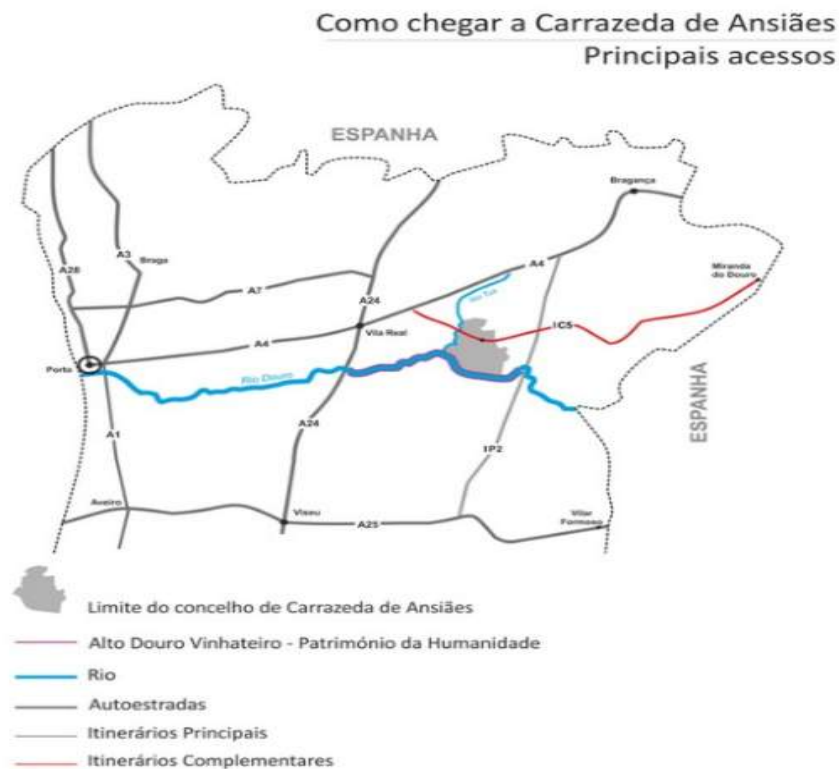 Como chegar a Carrazeda de Ansiães
Principais acessos
ESPANHA
Bragança
A3
Braga
A28
A7
A24
A4
Miranda
do Douro
Rio Tua
Vila Real
IC5
A4
Porto
Rio Douro
ESPANHA
A1
A24
IP2
Aveiro
Viseu
A25
Vilar
Formoso
Limite do concelho de Carrazeda de Ansiães
Alto Douro Vinhateiro - Património da Humanidade
Rio
Autoestradas
Itinerários Principais
Itinerários Complementares